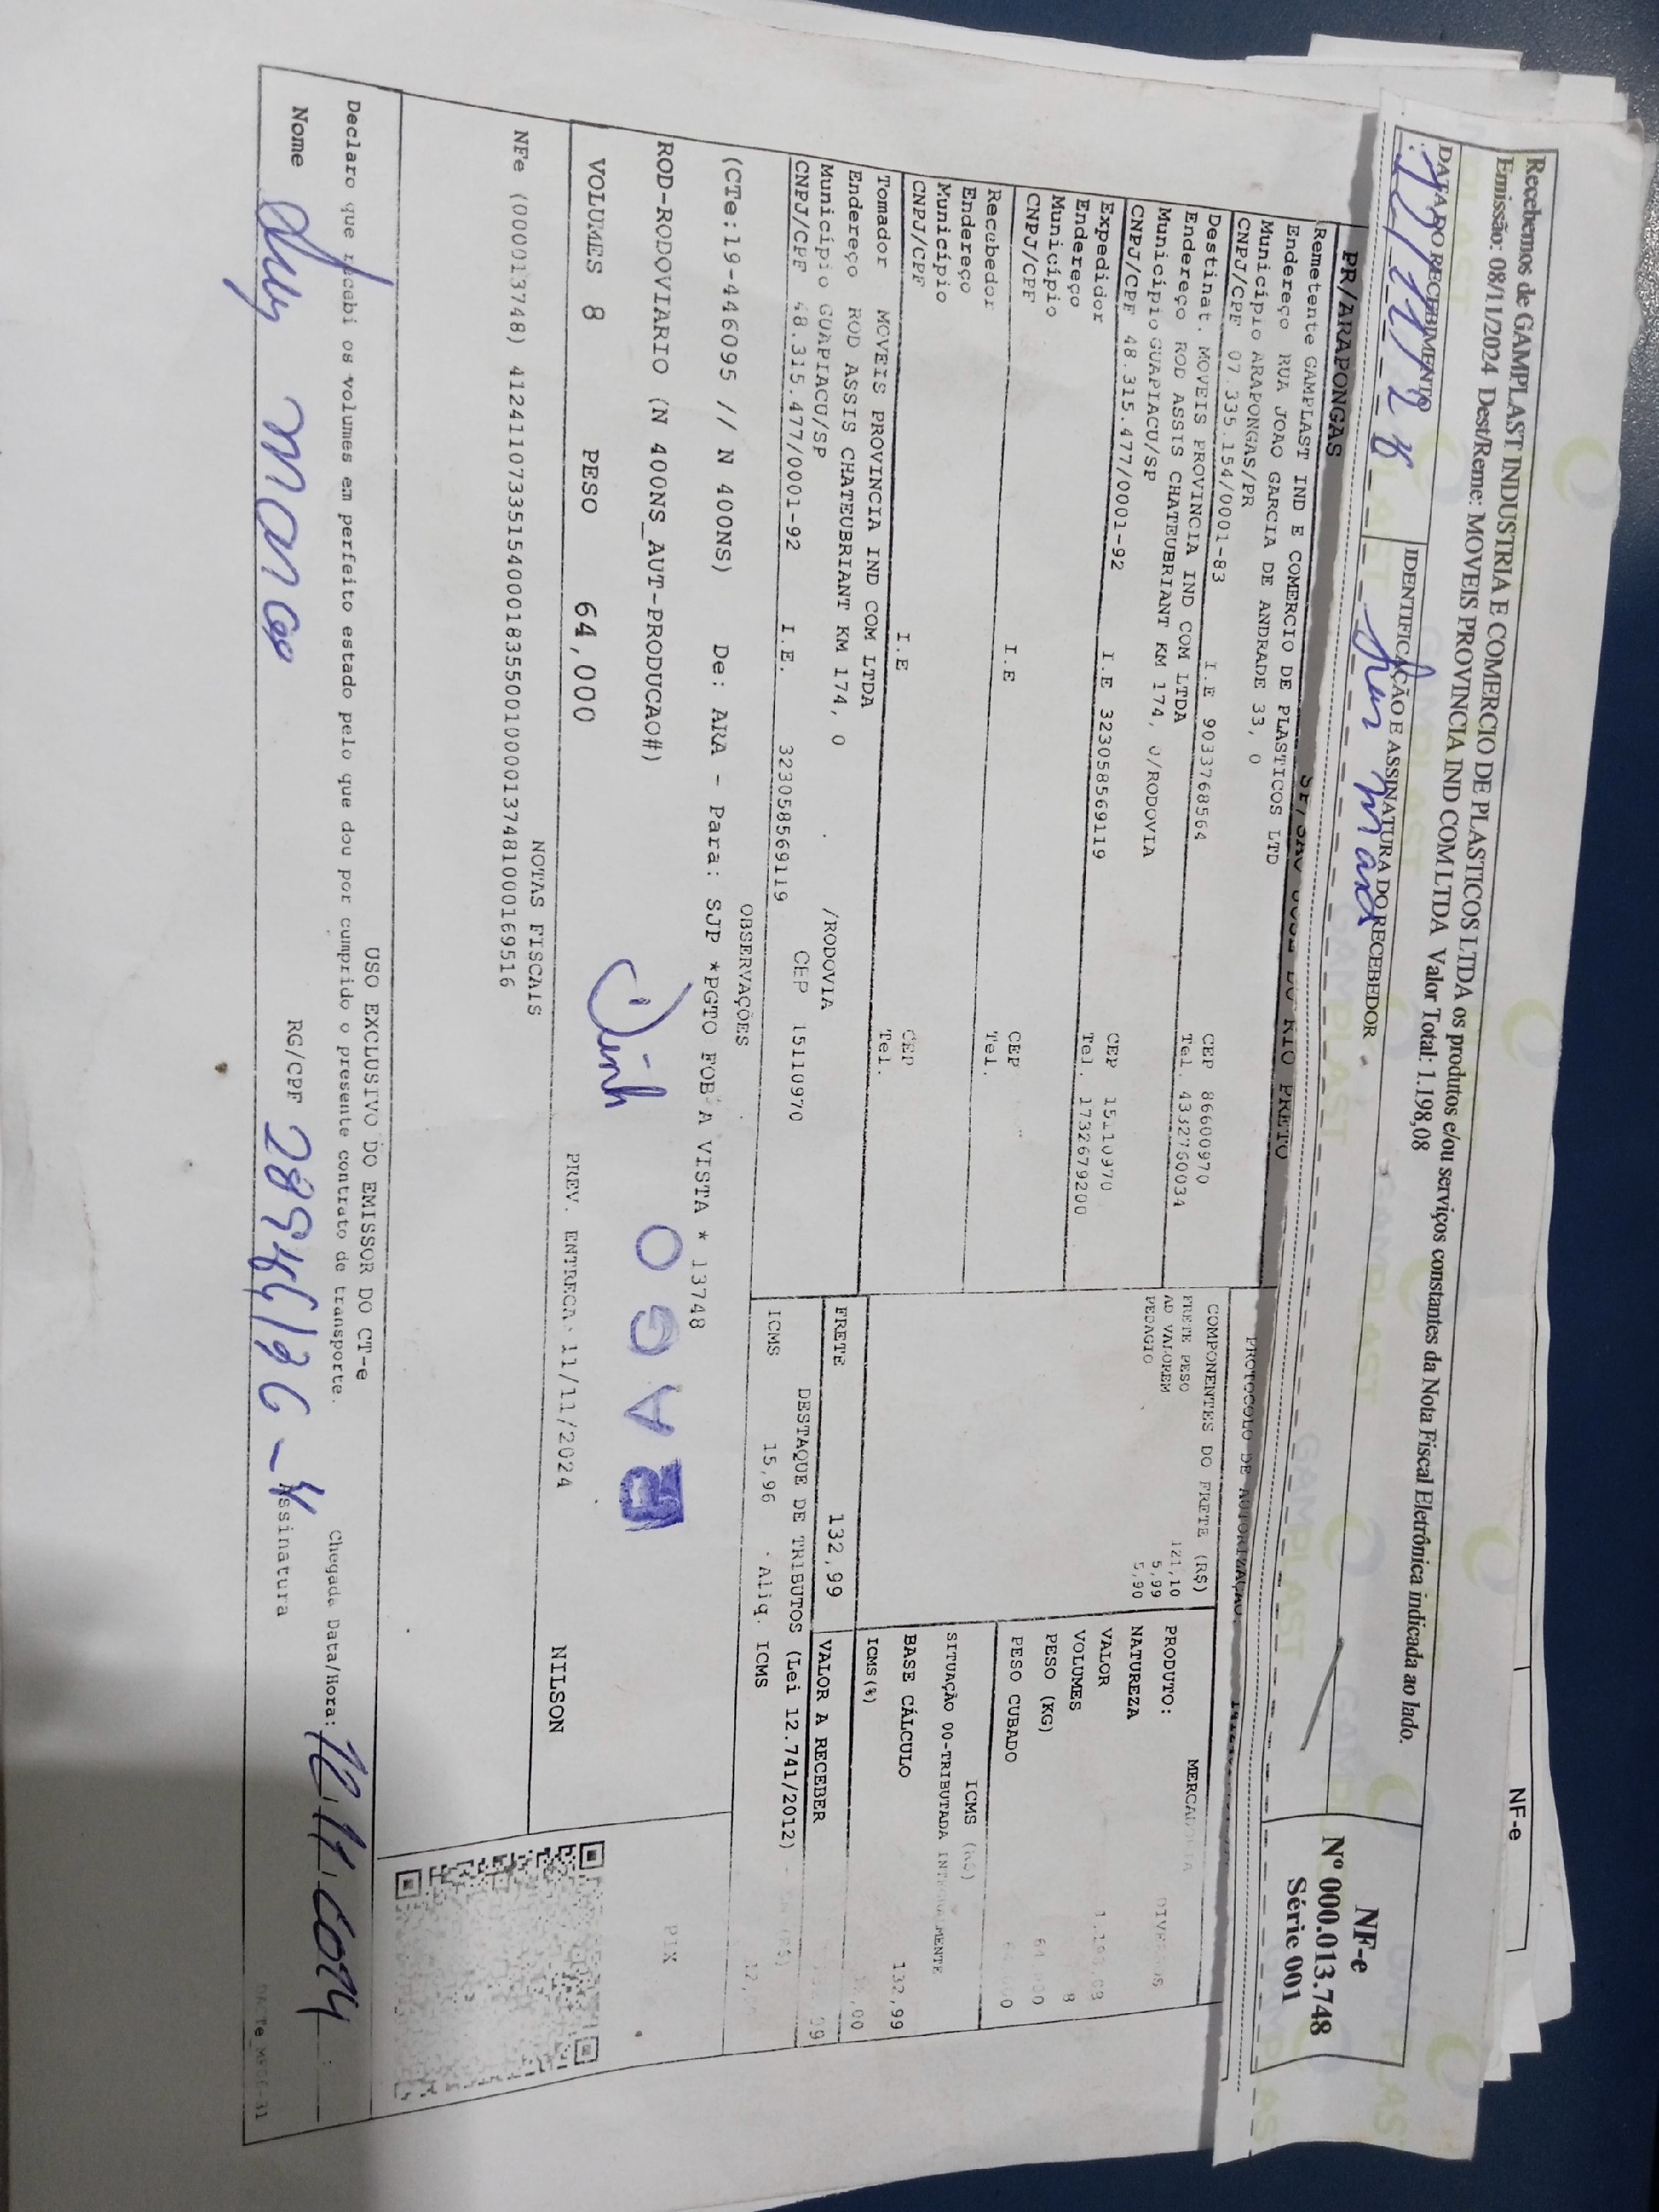 Recebemos de GAMPLAST INDUSTRIA E COMERCIO DE PLASTICOS LTDA os produtos e/ou serviços constantes da Nota Fiscal Eletrônica indicada ao lado.
Emissão: 08/11/2024 Dest/Reme: MOVEIS PROVINCIA IND COM LTDA Valor Total: 1.198,08
DATA DO RECEBIMENTO
IDENTIFICAÇÃO E ASSINATURA DO RECEBEDOR
NF-e
NF-e
Nº 000.013.748
Série 001
PR/ARAPONGAS
SP/SAO JOSE DO RIO PRETO
PROTOCOLO DE AUTORIZAÇAO:
Remetente GAMPLAST IND E COMERCIO DE PLASTICOS LTD
Endereço RUA JOAO GARCIA DE ANDRADE 33, 0
Município ARAPONGAS/PR CEP 86600970
CNPJ/CPF 07.335.154/0001-83 I.E 9033768564 Tel. 4332760034
Destinat. MOVEIS PROVINCIA IND COM LTDA
Endereço ROD ASSIS CHATEUBRIANT KM 174, 0/RODOVIA
Município GUAPIACU/SP CEP 15110970
CNPJ/CPF 48.315.477/0001-92 I.E 323058569119 Tel. 1732679200
Expedidor
Endereço
Município CEP
CNPJ/CPF I.E Tel.
Recebedor
Endereço
Município CEP
CNPJ/CPF I.E Tel.
Tomador MOVEIS PROVINCIA IND COM LTDA
Endereço ROD ASSIS CHATEUBRIANT KM 174, 0 /RODOVIA
Município GUAPIACU/SP CEP 15110970
CNPJ/CPF 48.315.477/0001-92 I.E. 323058569119
COMPONENTES DO FRETE (R$)
FRETE PESO 121,10
AD VALOREM 5,99
PEDAGIO 5,90
MERCADORIA
PRODUTO: DIVERSOS
NATUREZA
VALOR
VOLUMES 8
PESO (KG)
PESO CUBADO
ICMS (R$)
SITUAÇÃO 00-TRIBUTADA INTEGRALMENTE
BASE CÁLCULO 132,99
ICMS(%)
FRETE 132,99
VALOR A RECEBER
DESTAQUE DE TRIBUTOS (Lei 12.741/2012)
ICMS 15,96 Aliq. ICMS
OBSERVAÇÕES
(CTe:19-446095 // N 400NS) De: ARA - Para: SJP *PGTO FOB A VISTA * 13748
ROD-RODOVIARIO (N 400NS_AUT-PRODUCAO#)
PAGO
PIX
VOLUMES 8 PESO 64,000 PREV. ENTREGA: 11/11/2024 NILSON
NOTAS FISCAIS
NFe (000013748) 41241107335154000183550010000137481000169516
USO EXCLUSIVO DO EMISSOR DO CT-e
Declaro que recebi os volumes em perfeito estado pelo que dou por cumprido o presente contrato de transporte.
Chegada Data/Hora:
Nome
RG/CPF
Assinatura